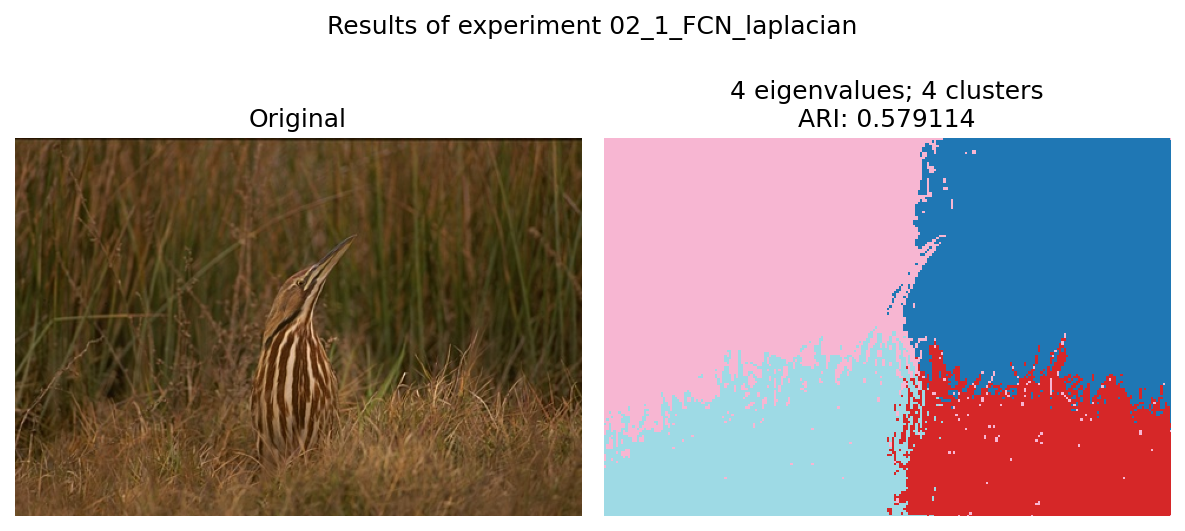 Results of experiment 02_1_FCN_laplacian
Original
4 eigenvalues; 4 clusters
ARI: 0.579114